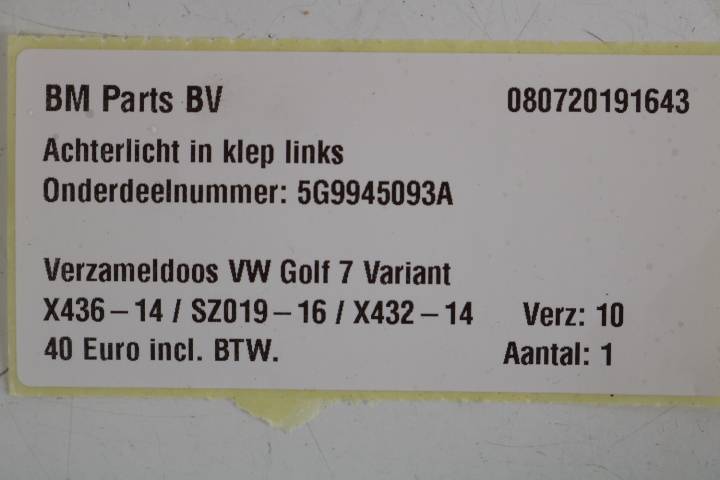 BM Parts BV 080720191643
Achterlicht in klep links
Onderdeelnummer: 5G9945093A
Verzameldoos VW Golf 7 Variant
X436-14 / SZ019-16 / X432-14 Verz: 10
40 Euro incl. BTW. Aantal: 1